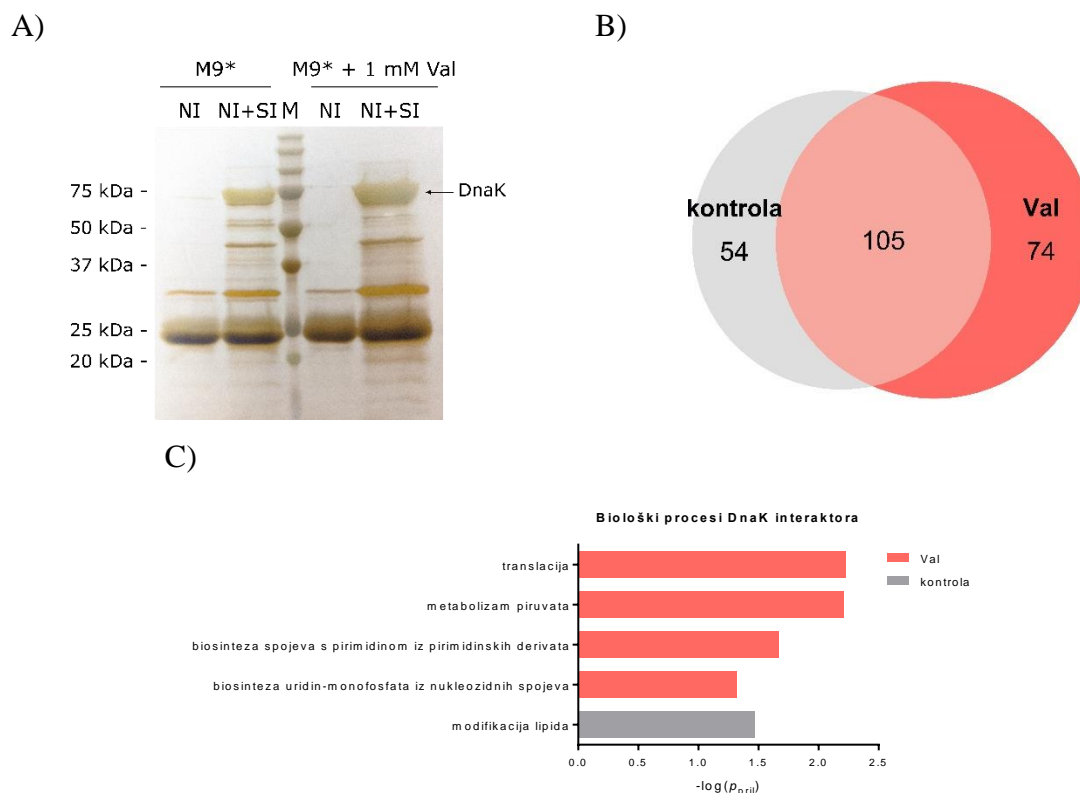 A)
M9* M9* + 1 mM Val
NI NI+SI M NI NI+SI
75 kDa -
DnaK
50 kDa -
37 kDa -
25 kDa -
20 kDa -
B)
kontrola
54
105
Val
74
C)
Biološki procesi DnaK interaktora
translacija
metabolizam piruvata
biosinteza spojeva s pirimidinom iz pirimidinskih derivata
biosinteza uridin-monofosfata iz nukleozidnih spojeva
modifikacija lipida
Val
kontrola
0.0 0.5 1.0 1.5 2.0 2.5
-log(p_pril)